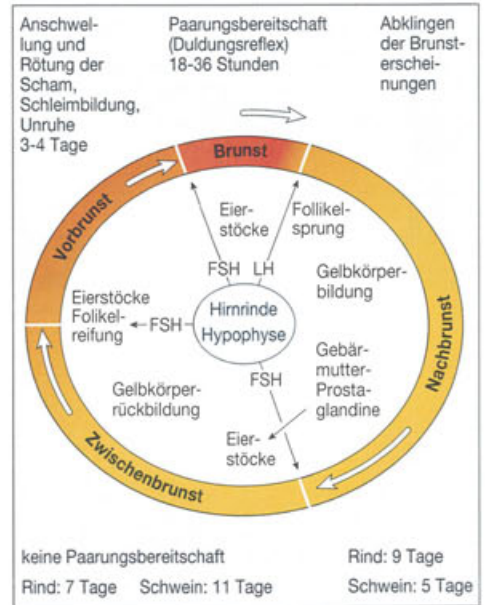 Anschwel-
lung und
Rötung der
Scham,
Schleimbildung,
Unruhe
3-4 Tage
Paarungsbereitschaft
(Duldungsreflex)
18-36 Stunden
Abklingen
der Brunst-
erschei-
nungen
Brunst
Vorbrunst
Nachbrunst
Zwischenbrunst
Eier-
stöcke
Follikel-
sprung
FSH LH
Gelbkörper-
bildung
Eierstöcke
Folikel-
reifung
FSH
Hirnrinde
Hypophyse
FSH
Gebär-
mutter-
Prosta-
glandine
Gelbkörper-
rückbildung
Eier-
stöcke
keine Paarungsbereitschaft
Rind: 7 Tage Schwein: 11 Tage
Rind: 9 Tage
Schwein: 5 Tage